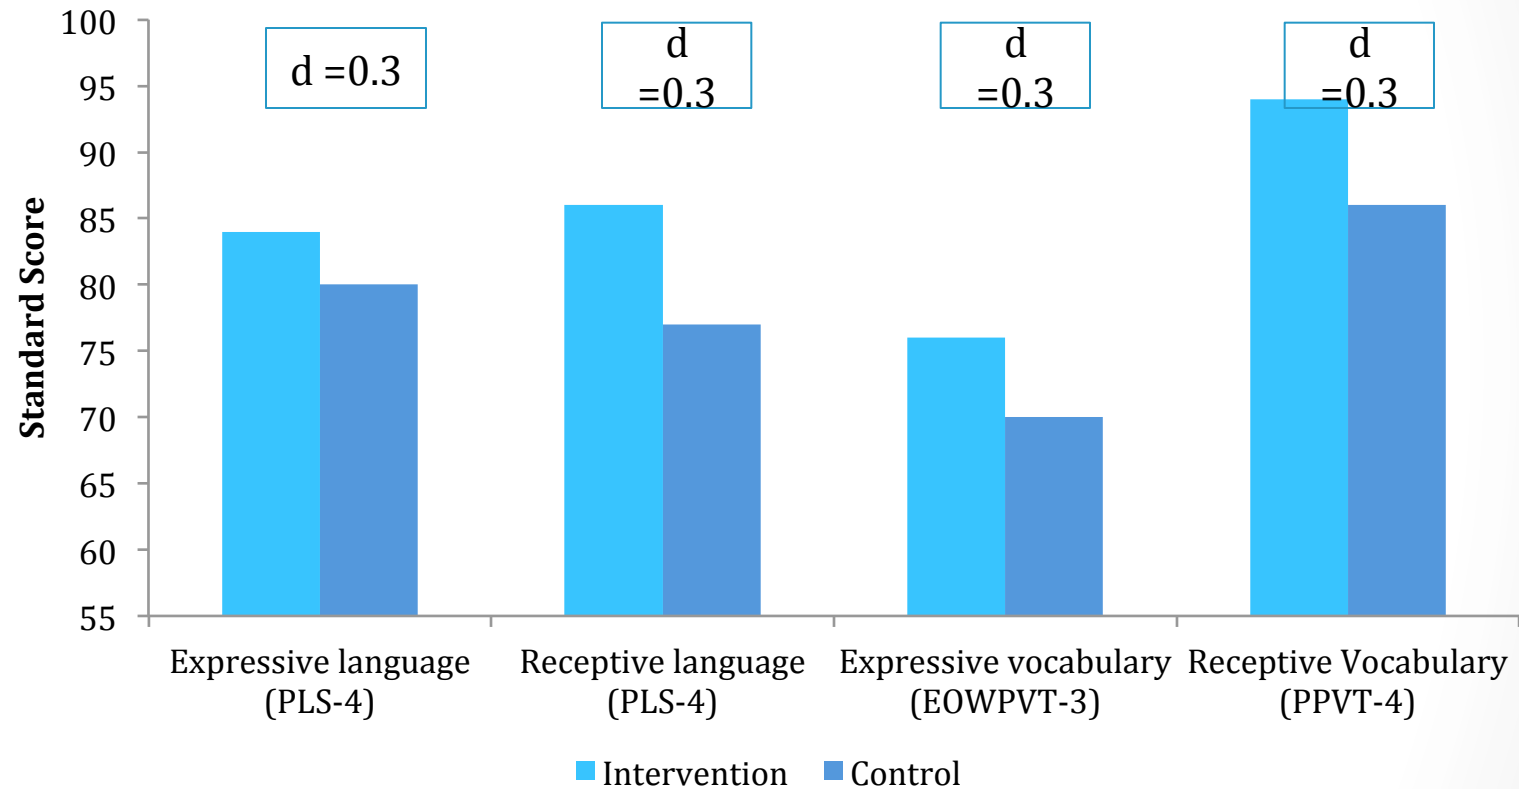 100
95
90
85
80
75
70
65
60
55
Standard Score
d =0.3
d
=0.3
d
=0.3
d
=0.3
Expressive language
(PLS-4)
Receptive language
(PLS-4)
Expressive vocabulary
(EOWPVT-3)
Receptive Vocabulary
(PPVT-4)
Intervention
Control